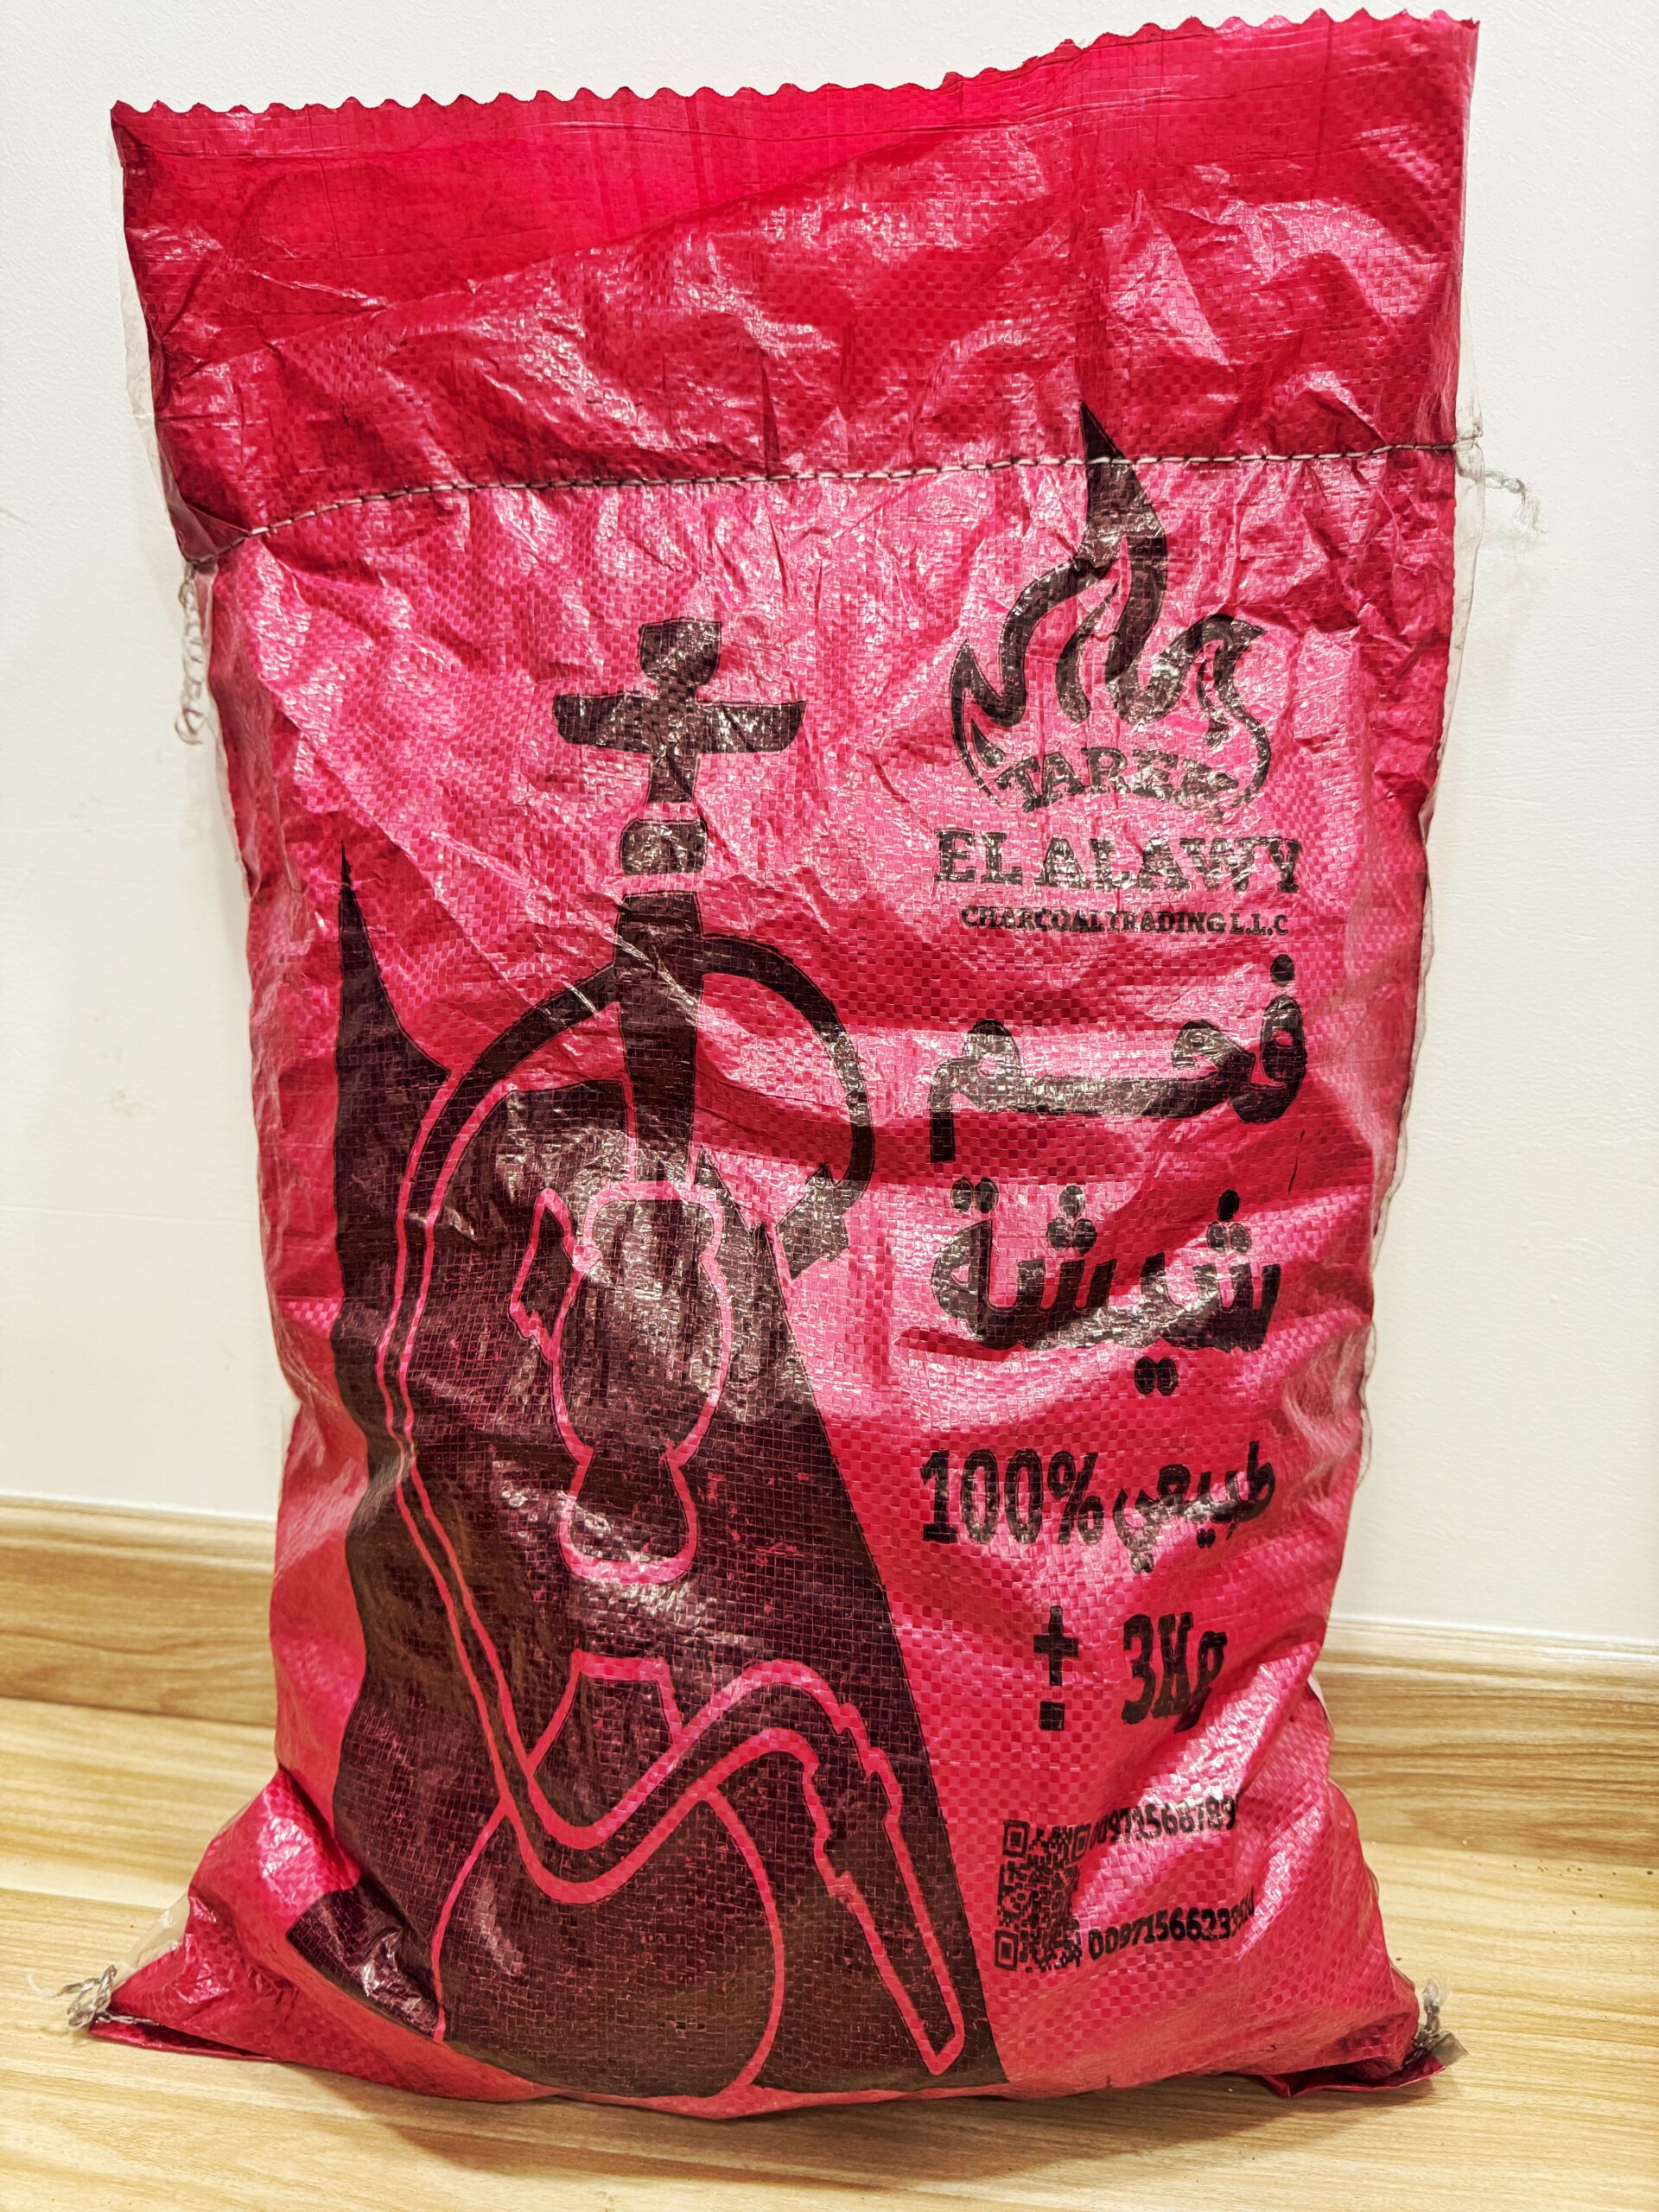 TAREK
EL ALAWY
CHARCOAL TRADING L.L.C
فحم
شيشة
طبيعي 100%
± 3Kg